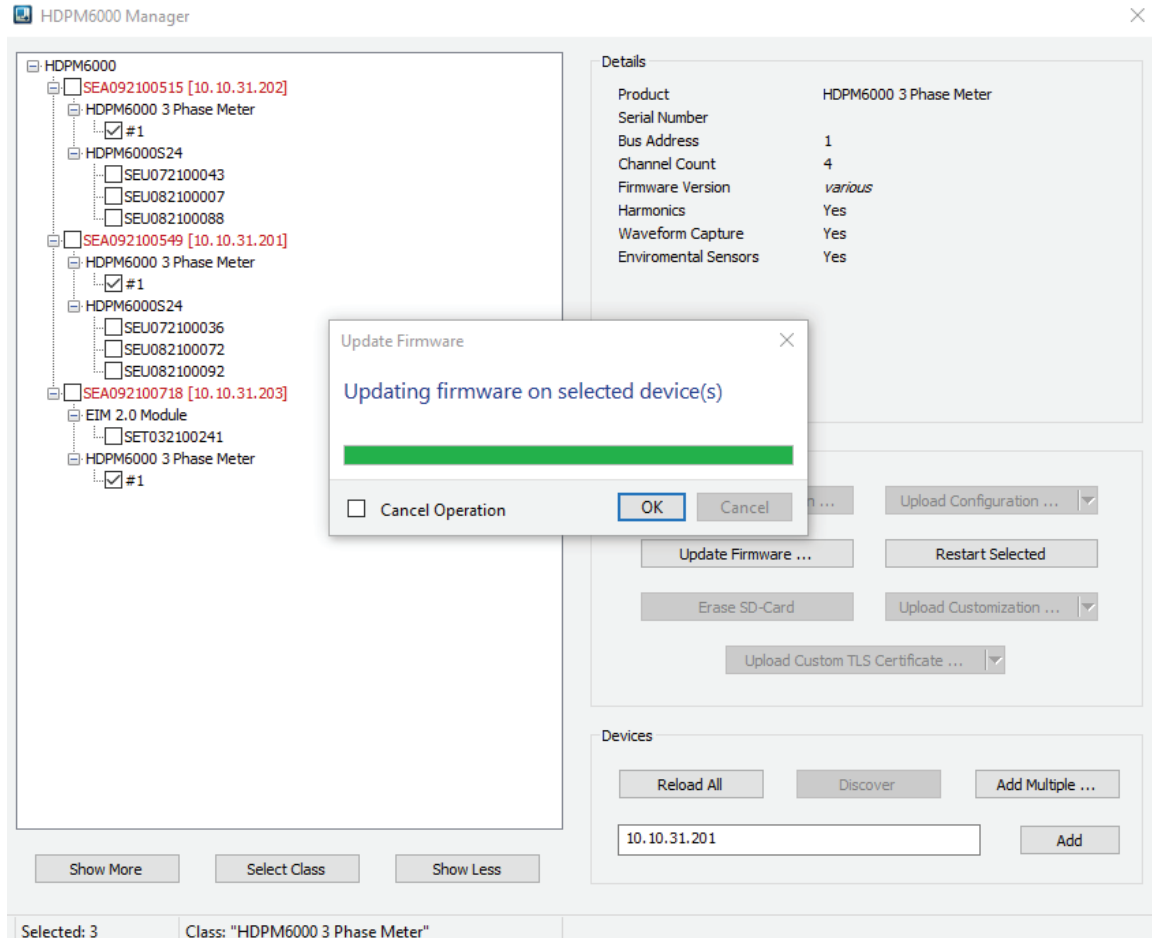 HDPM6000 Manager
HDPM6000
SEA092100515 [10.10.31.202]
HDPM6000 3 Phase Meter
#1
HDPM6000S24
SEU072100043
SEU082100007
SEU082100088
SEA092100549 [10.10.31.201]
HDPM6000 3 Phase Meter
#1
HDPM6000S24
SEU072100036
SEU082100072
SEU082100092
SEA092100718 [10.10.31.203]
EIM 2.0 Module
SET032100241
HDPM6000 3 Phase Meter
#1
Show More
Select Class
Show Less
Details
Product HDPM6000 3 Phase Meter
Serial Number
Bus Address 1
Channel Count 4
Firmware Version various
Harmonics Yes
Waveform Capture Yes
Enviromental Sensors Yes
Update Firmware
Updating firmware on selected device(s)
Cancel Operation
OK
Cancel
n ...
Upload Configuration ...
Update Firmware ...
Restart Selected
Erase SD-Card
Upload Customization ...
Upload Custom TLS Certificate ...
Devices
Reload All
Discover
Add Multiple ...
10.10.31.201
Add
Selected: 3
Class: "HDPM6000 3 Phase Meter"